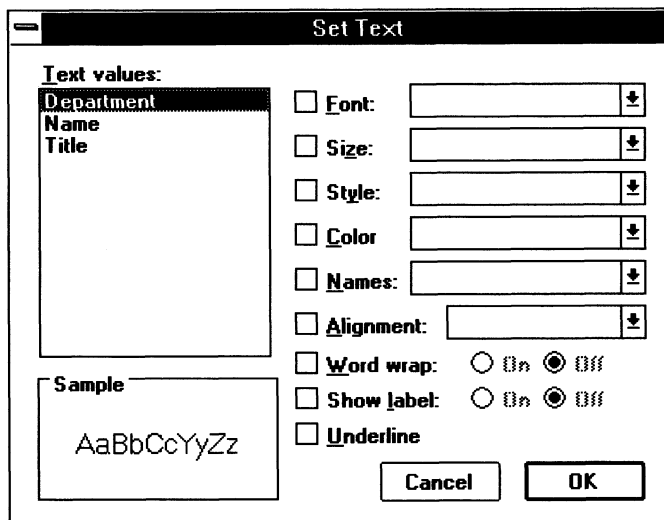 Set Text
Text values:
Department
Name
Title
Font:
Size:
Style:
Color
Names:
Alignment:
Word wrap: On Off
Show label: On Off
Underline
Sample
AaBbCcYyZz
Cancel OK